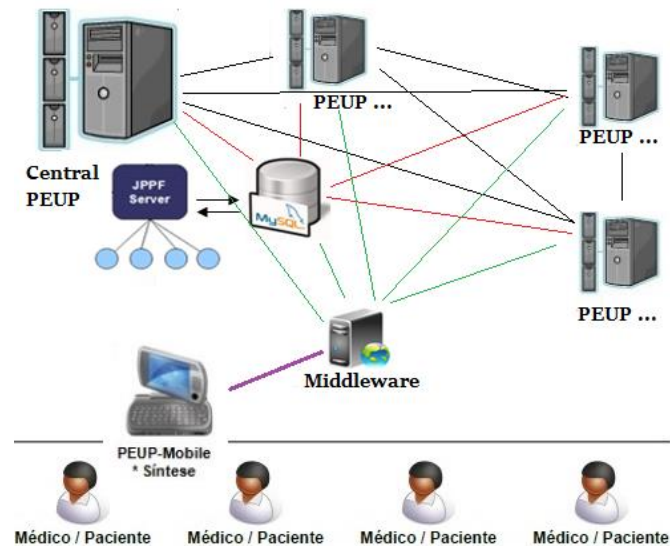 PEUP ...
PEUP ...
Central
PEUP
JPPF
Server
MySQL
PEUP ...
Middleware
PEUP-Mobile
* Síntese
Médico / Paciente
Médico / Paciente
Médico / Paciente
Médico / Paciente